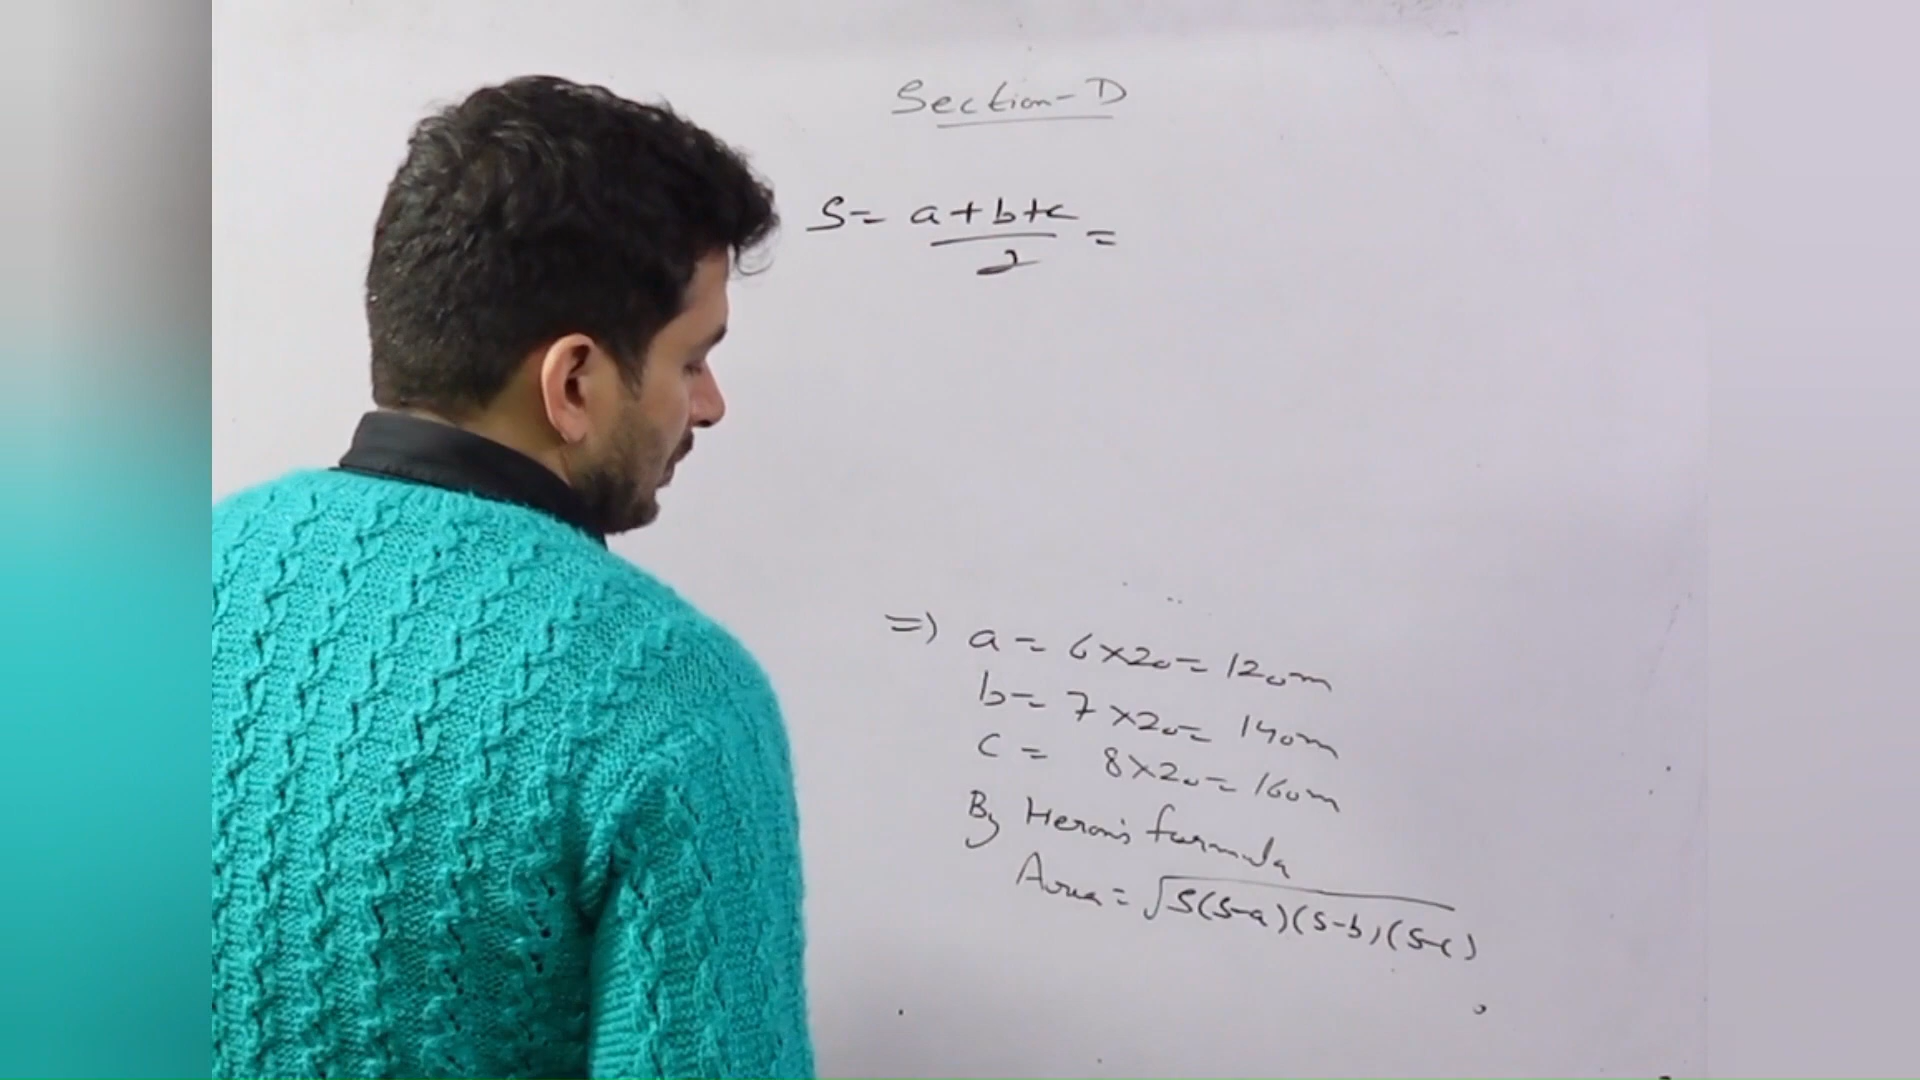 Section-D
S = a+b+c/2 =
=) a = 6×20 = 120m
b = 7×20 = 140m
c = 8×20 = 160m
By Heron's formula
Area = √S(S-a)(S-b)(S-c)